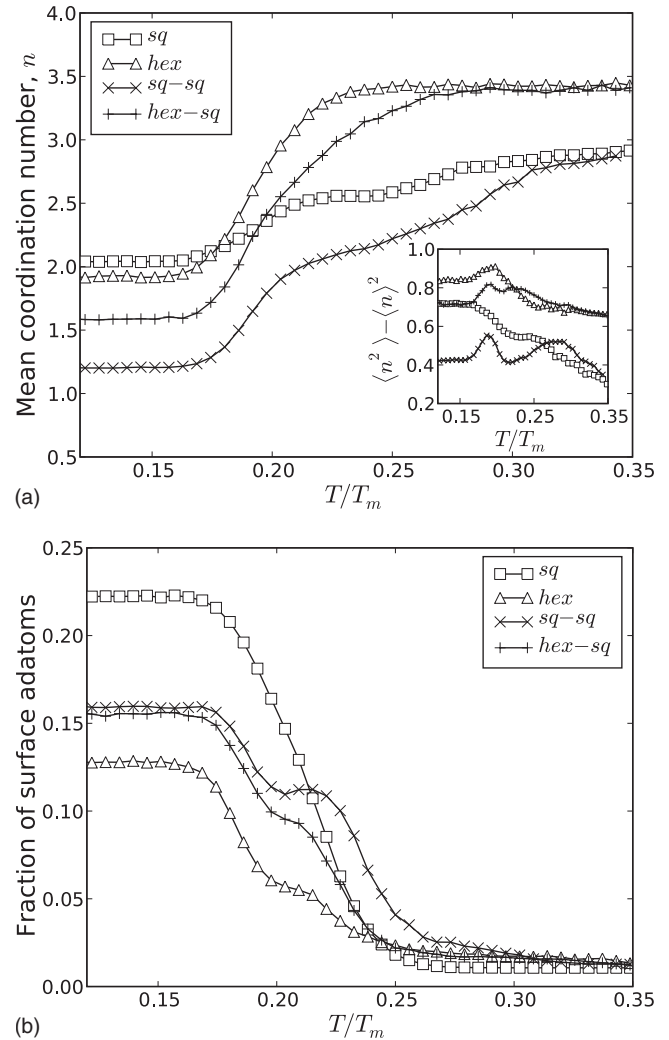 4.0
3.5
3.0
2.5
2.0
1.5
1.0
0.5
Mean coordination number, n
sq
hex
sq−sq
hex−sq
1.0
0.8
0.6
0.4
0.2
⟨n² ⟩−⟨n⟩²
0.15 0.25 0.35
T/Tm
0.15 0.20 0.25 0.30 0.35
T/Tm
(a)
0.25
0.20
0.15
0.10
0.05
0.00
Fraction of surface adatoms
sq
hex
sq−sq
hex−sq
0.15 0.20 0.25 0.30 0.35
T/Tm
(b)